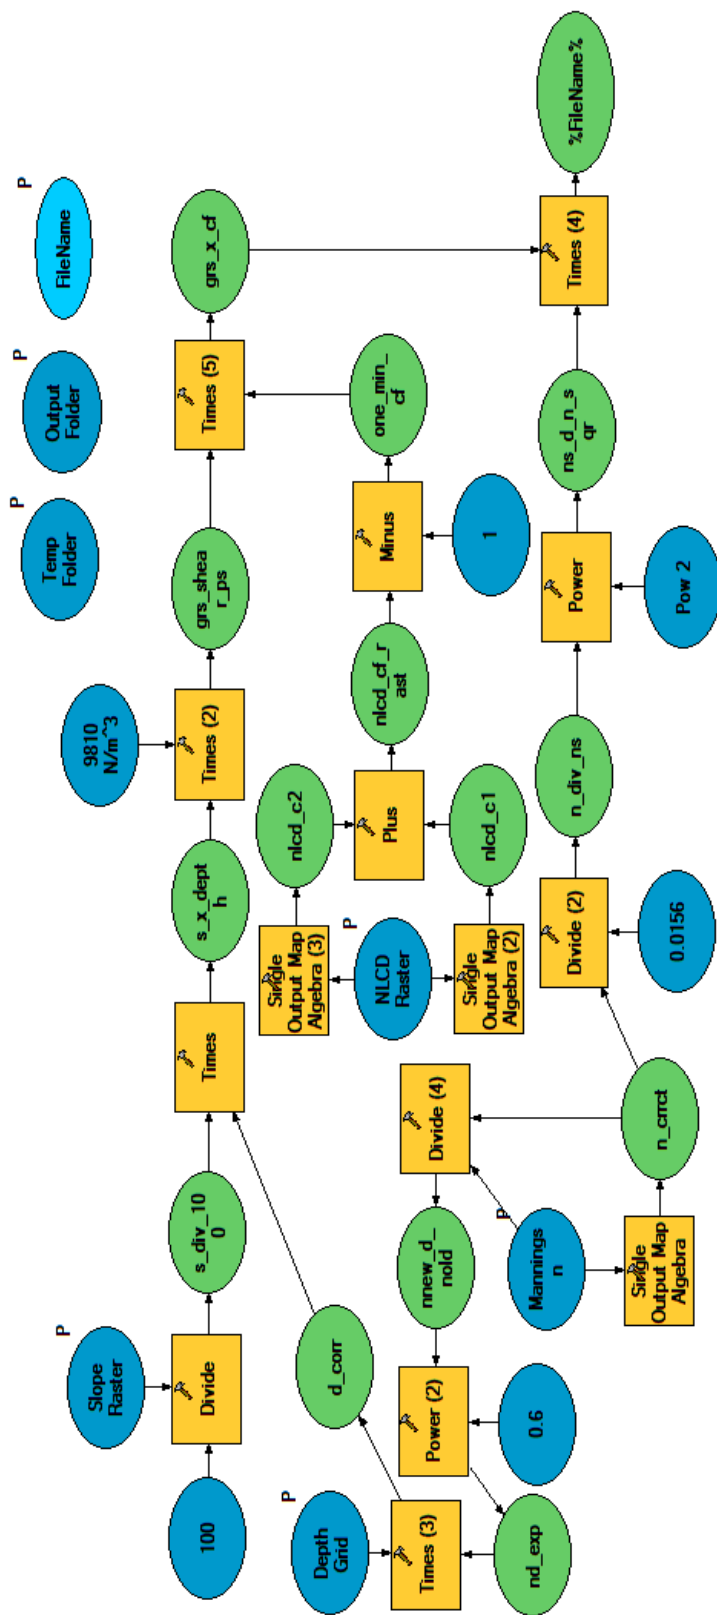 P
Temp
Folder
P
Output
Folder
P
FileName
P
Slope
Raster
9810
N/m^3
100
Divide
s_div_10
0
Times
s_x_dept
h
Times (2)
grs_shea
r_ps
Times (5)
grs_x_cf
P
Depth
Grid
d_corr
Single
Output Map
Algebra (3)
nlcd_c2
P
NLCD
Raster
Plus
nlcd_cf_r
ast
Minus
one_min_
cf
Times (3)
Power (2)
nnew_d_
nold
Divide (4)
Single
Output Map
Algebra (2)
nlcd_c1
1
nd_exp
0.6
P
Mannings
n
Divide (2)
n_div_ns
Power
ns_d_n_s
qr
Times (4)
%FileName%
Single
Output Map
Algebra
n_crrct
0.0156
Pow 2